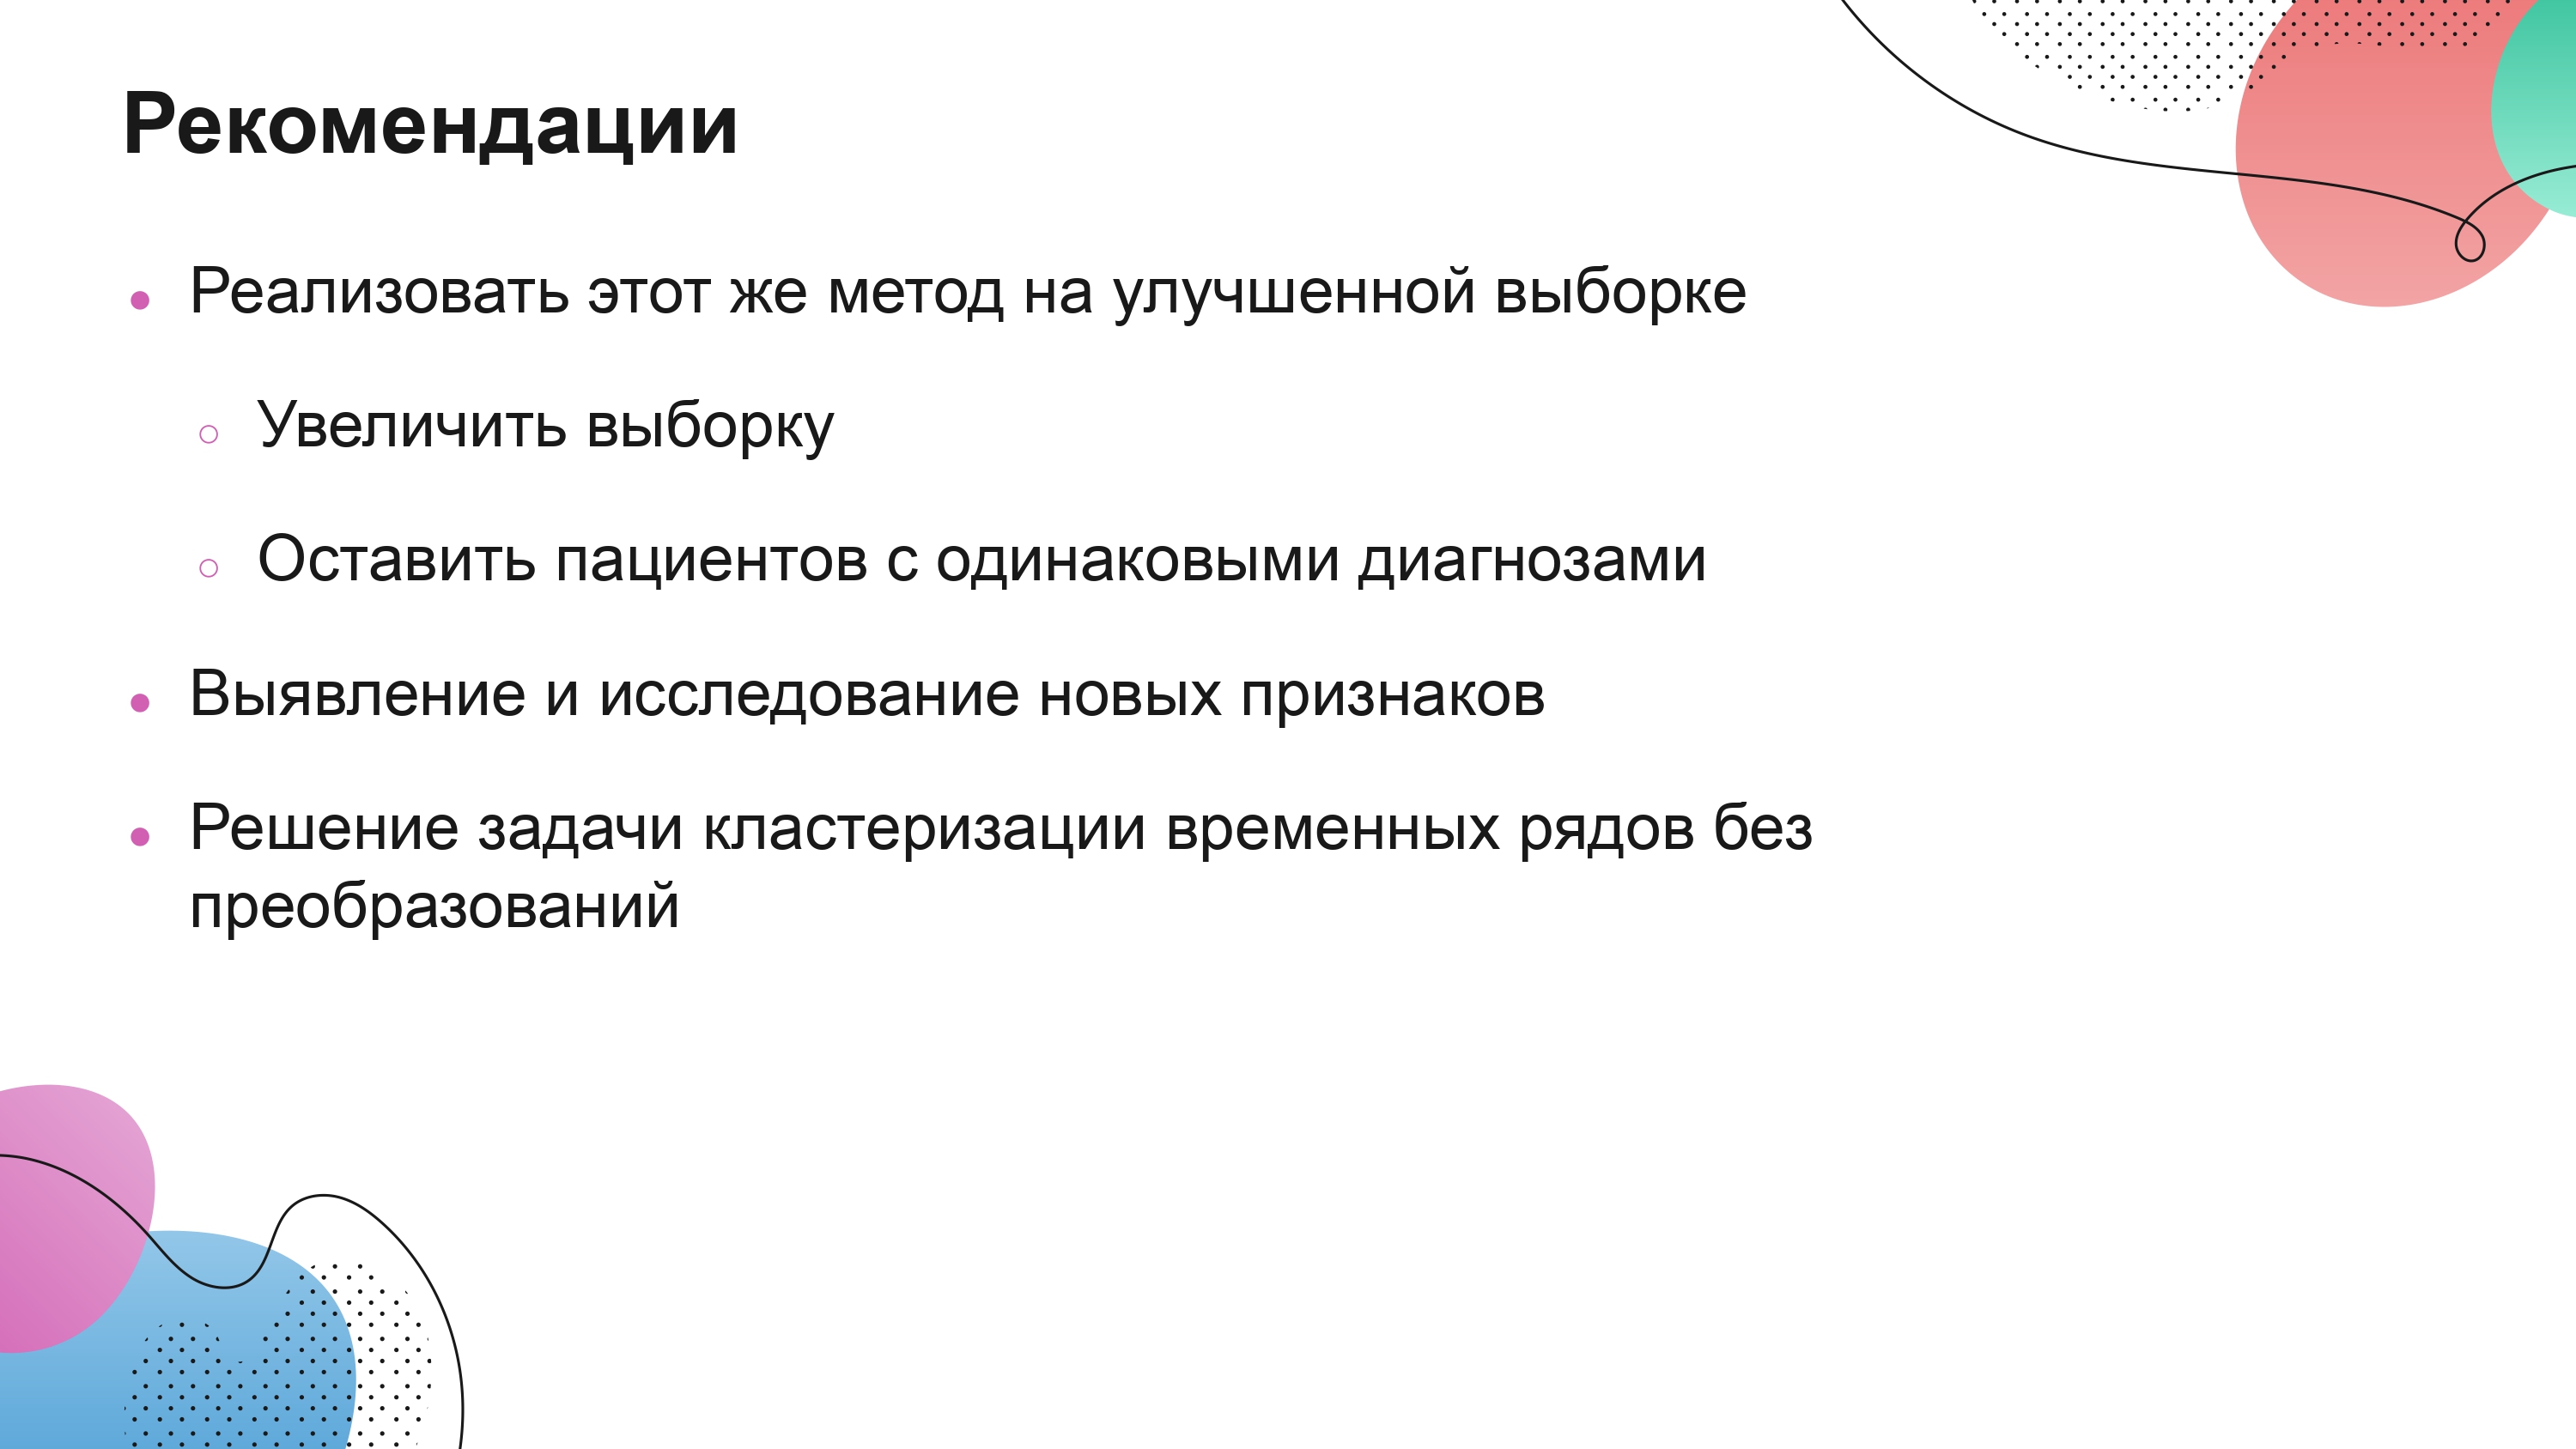 Рекомендации
Реализовать этот же метод на улучшенной выборке
Увеличить выборку
Оставить пациентов с одинаковыми диагнозами
Выявление и исследование новых признаков
Решение задачи кластеризации временных рядов без
преобразований